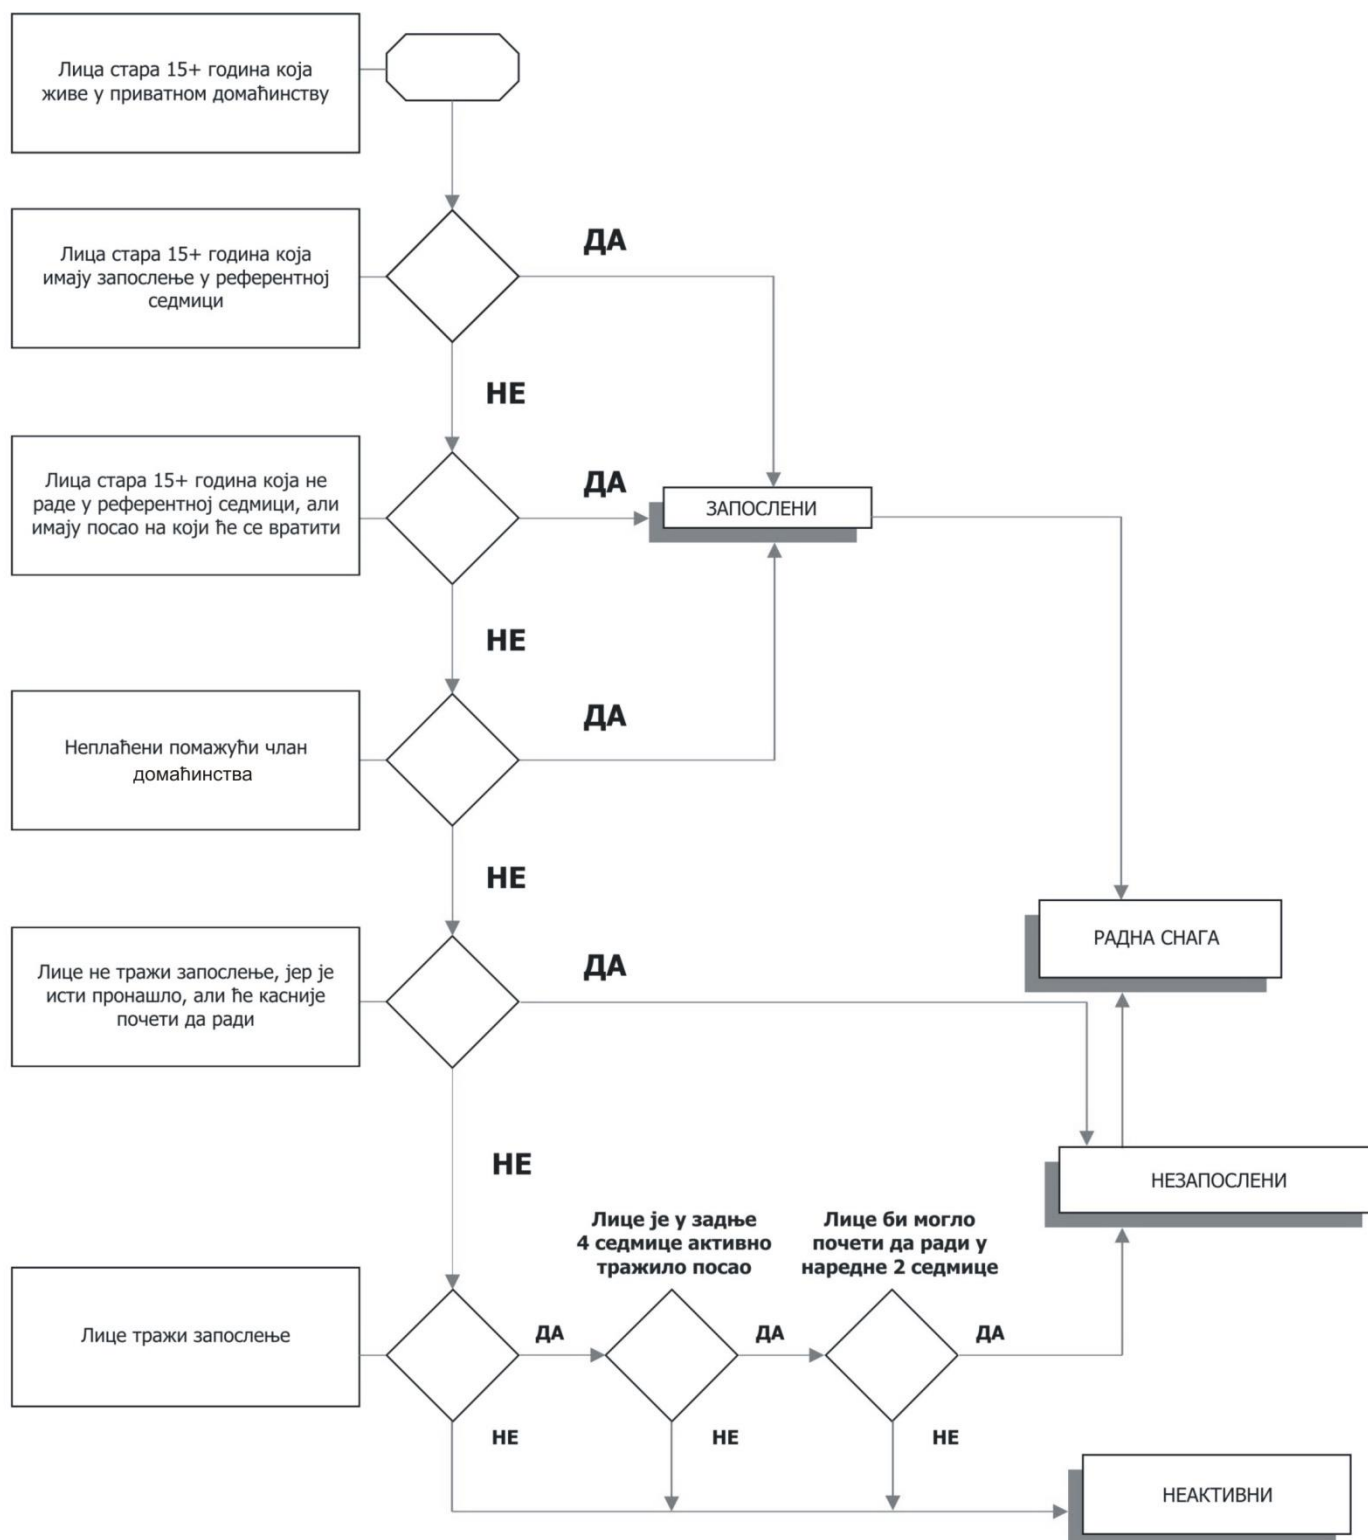 Лица стара 15+ година која
живе у приватном домаћинству
Лица стара 15+ година која
имају запослење у референтној
седмици
ДА
НЕ
Лица стара 15+ година која не
раде у референтној седмици, али
имају посао на који ће се вратити
ДА
ЗАПОСЛЕНИ
НЕ
Неплаћени помажући члан
домаћинства
ДА
НЕ
РАДНА СНАГА
Лице не тражи запослење, јер је
исти пронашло, али ће касније
почети да ради
ДА
НЕ
НЕЗАПОСЛЕНИ
Лице је у задње
4 седмице активно
тражило посао
Лице би могло
почети да ради у
наредне 2 седмице
Лице тражи запослење
ДА
ДА
ДА
НЕ
НЕ
НЕ
НЕАКТИВНИ